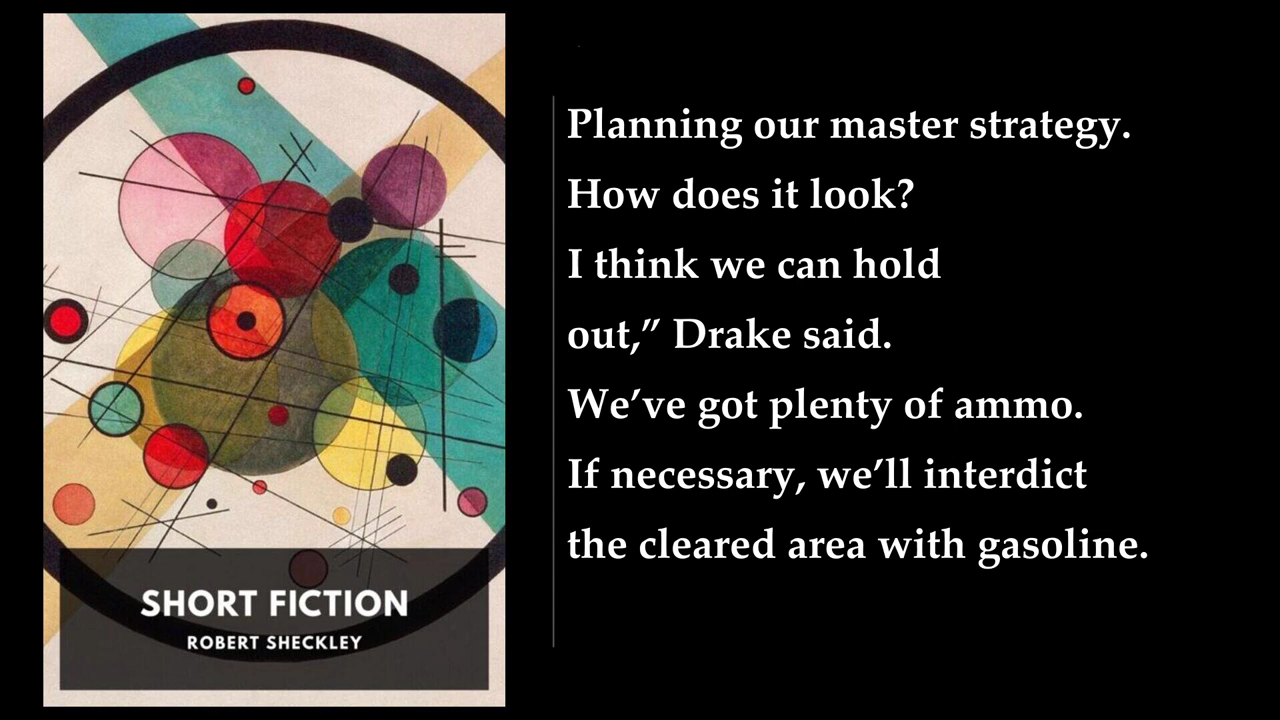 SHORT FICTION
ROBERT SHECKLEY
Planning our master strategy.
How does it look?
I think we can hold
out,” Drake said.
We’ve got plenty of ammo.
If necessary, we’ll interdict
the cleared area with gasoline.